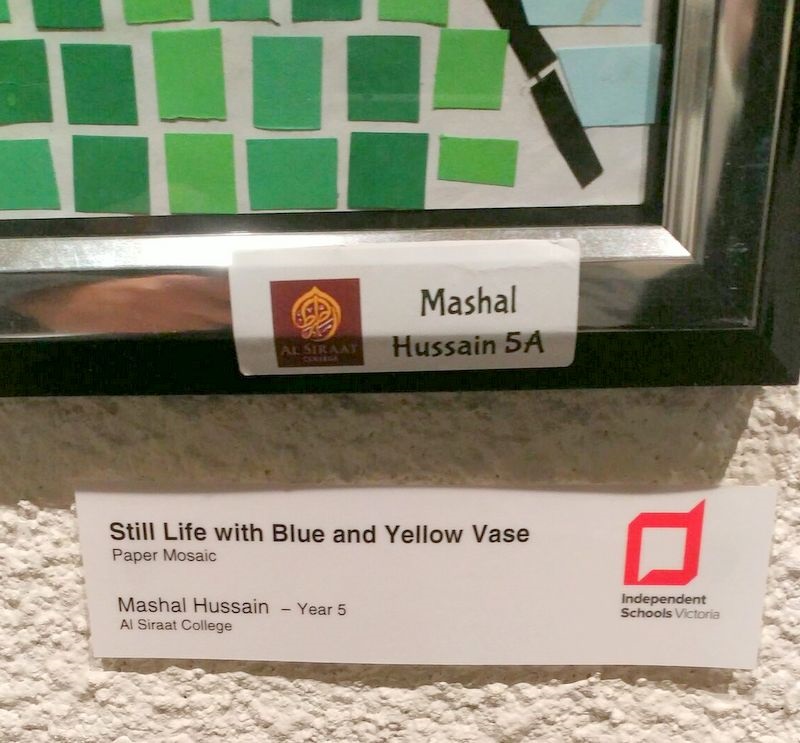 AL SIRAAT
COLLEGE
Mashal
Hussain 5A
Still Life with Blue and Yellow Vase
Paper Mosaic
Mashal Hussain – Year 5
Al Siraat College
Independent
Schools Victoria